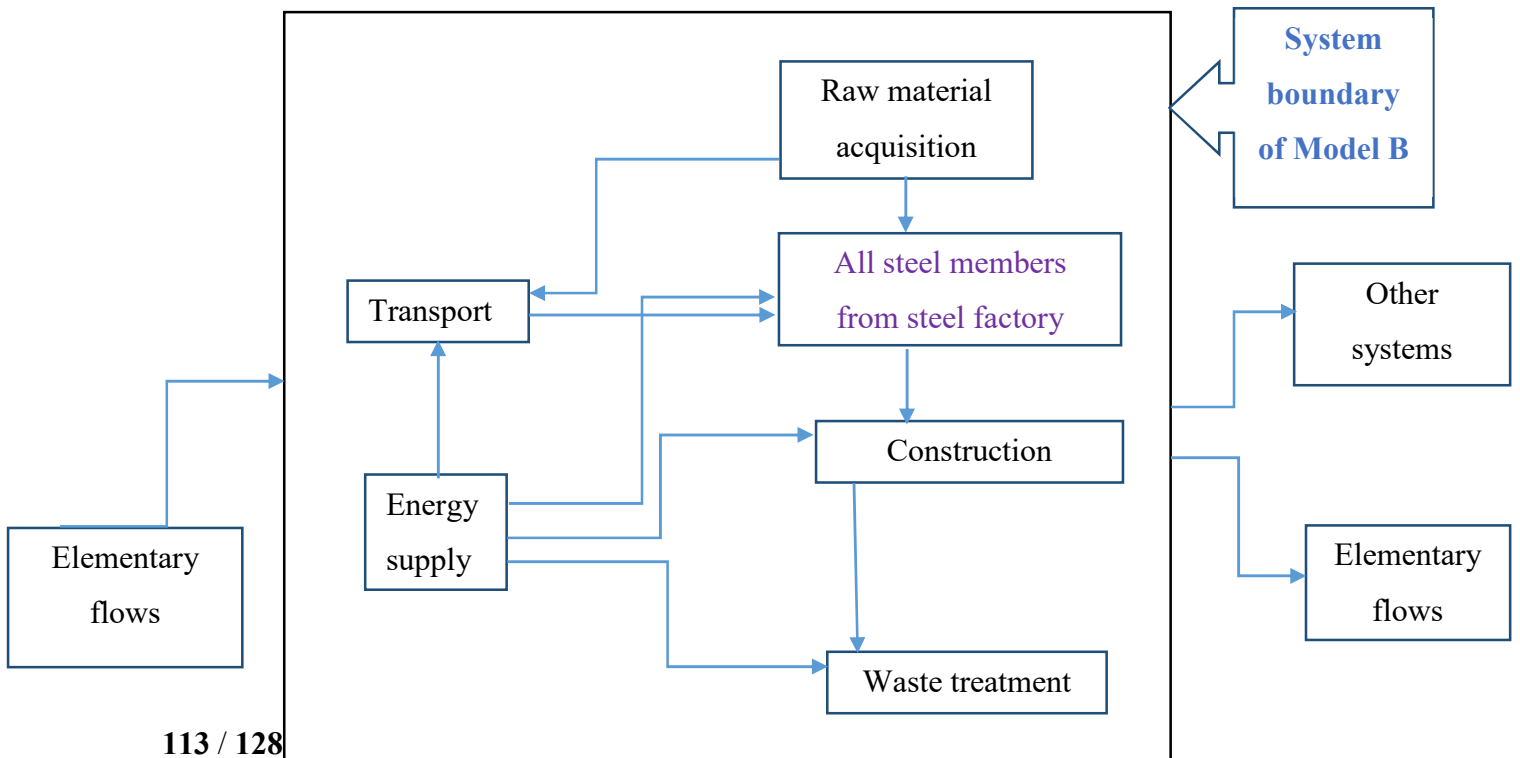 System
boundary
of Model B
Raw material
acquisition
All steel members
from steel factory
Transport
Other
systems
Construction
Energy
supply
Elementary
flows
Elementary
flows
Waste treatment
113 / 128